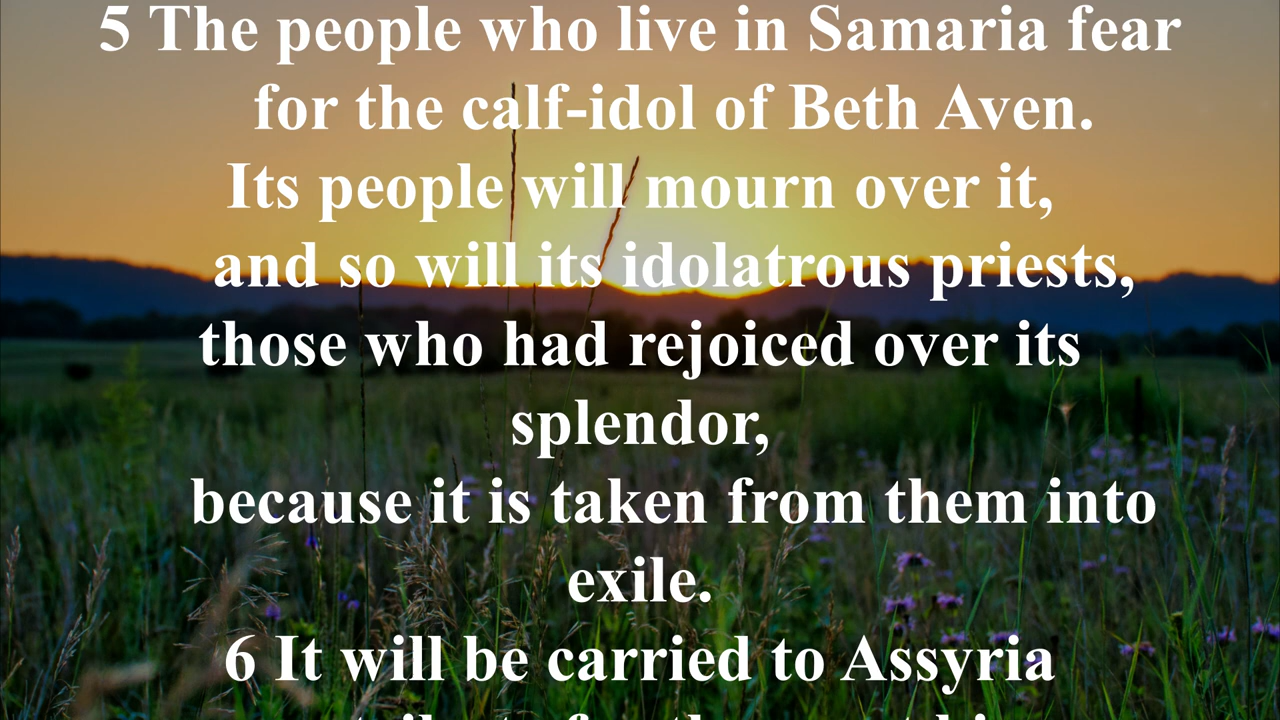 5 The people who live in Samaria fear
for the calf-idol of Beth Aven.
Its people will mourn over it,
and so will its idolatrous priests,
those who had rejoiced over its
splendor,
because it is taken from them into
exile.
6 It will be carried to Assyria